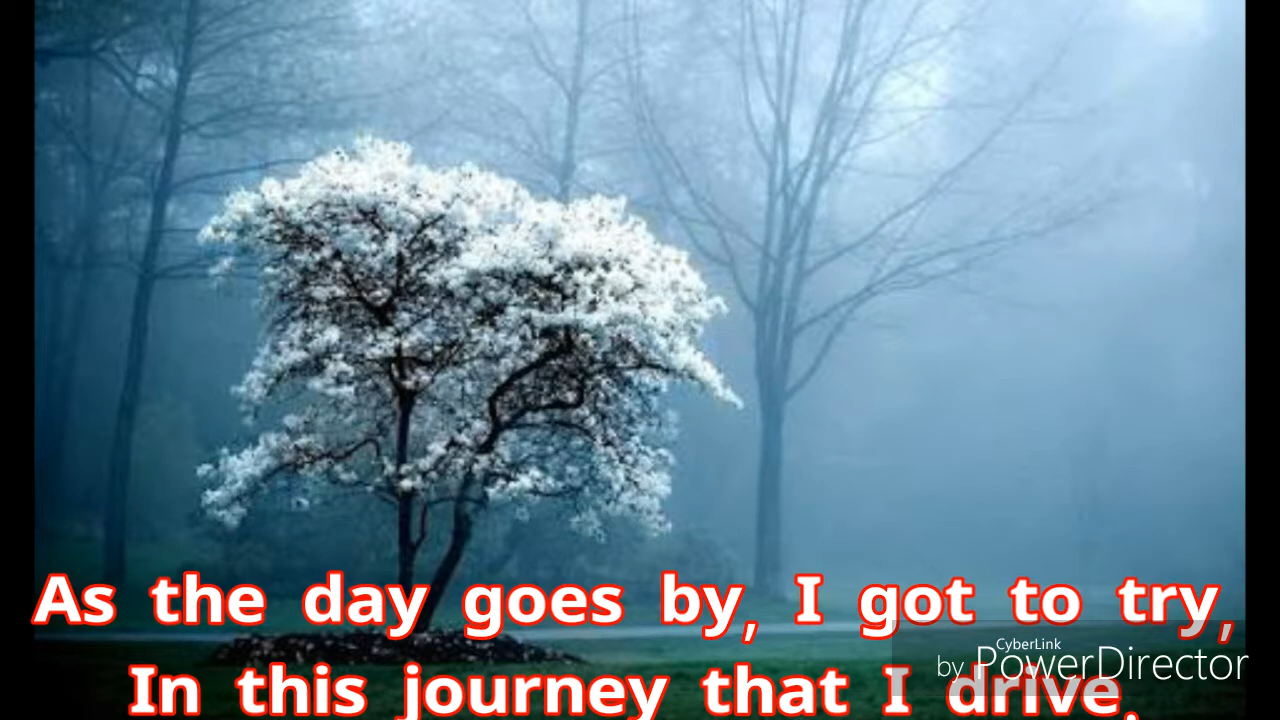 As the day goes by, I got to try,
In this journey that I drive.
CyberLink
by PowerDirector